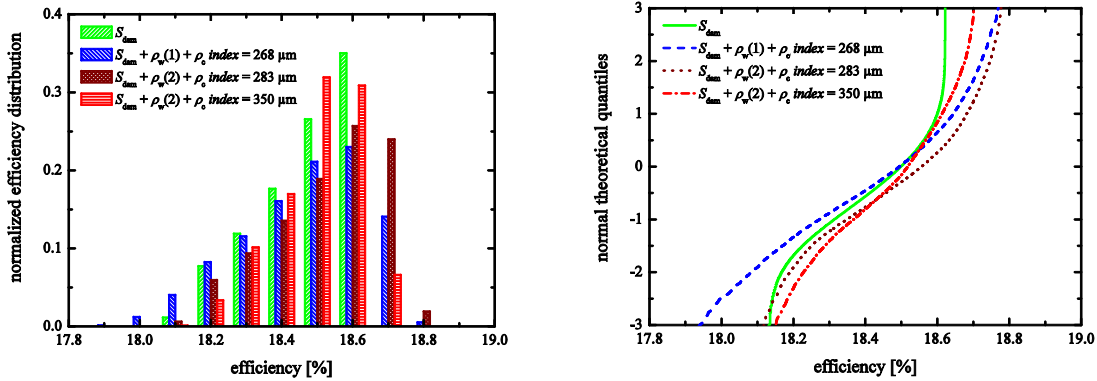 normalized efficiency distribution
0.4
0.3
0.2
0.1
0.0
S_dam
S_dam + ρ_w(1) + ρ_c index = 268 μm
S_dam + ρ_w(2) + ρ_c index = 283 μm
S_dam + ρ_w(2) + ρ_c index = 350 μm
17.8 18.0 18.2 18.4 18.6 18.8 19.0
efficiency [%]
normal theoretical quantiles
3
2
1
0
-1
-2
-3
S_dam
S_dam + ρ_w(1) + ρ_c index = 268 μm
S_dam + ρ_w(2) + ρ_c index = 283 μm
S_dam + ρ_w(2) + ρ_c index = 350 μm
17.8 18.0 18.2 18.4 18.6 18.8 19.0
efficiency [%]